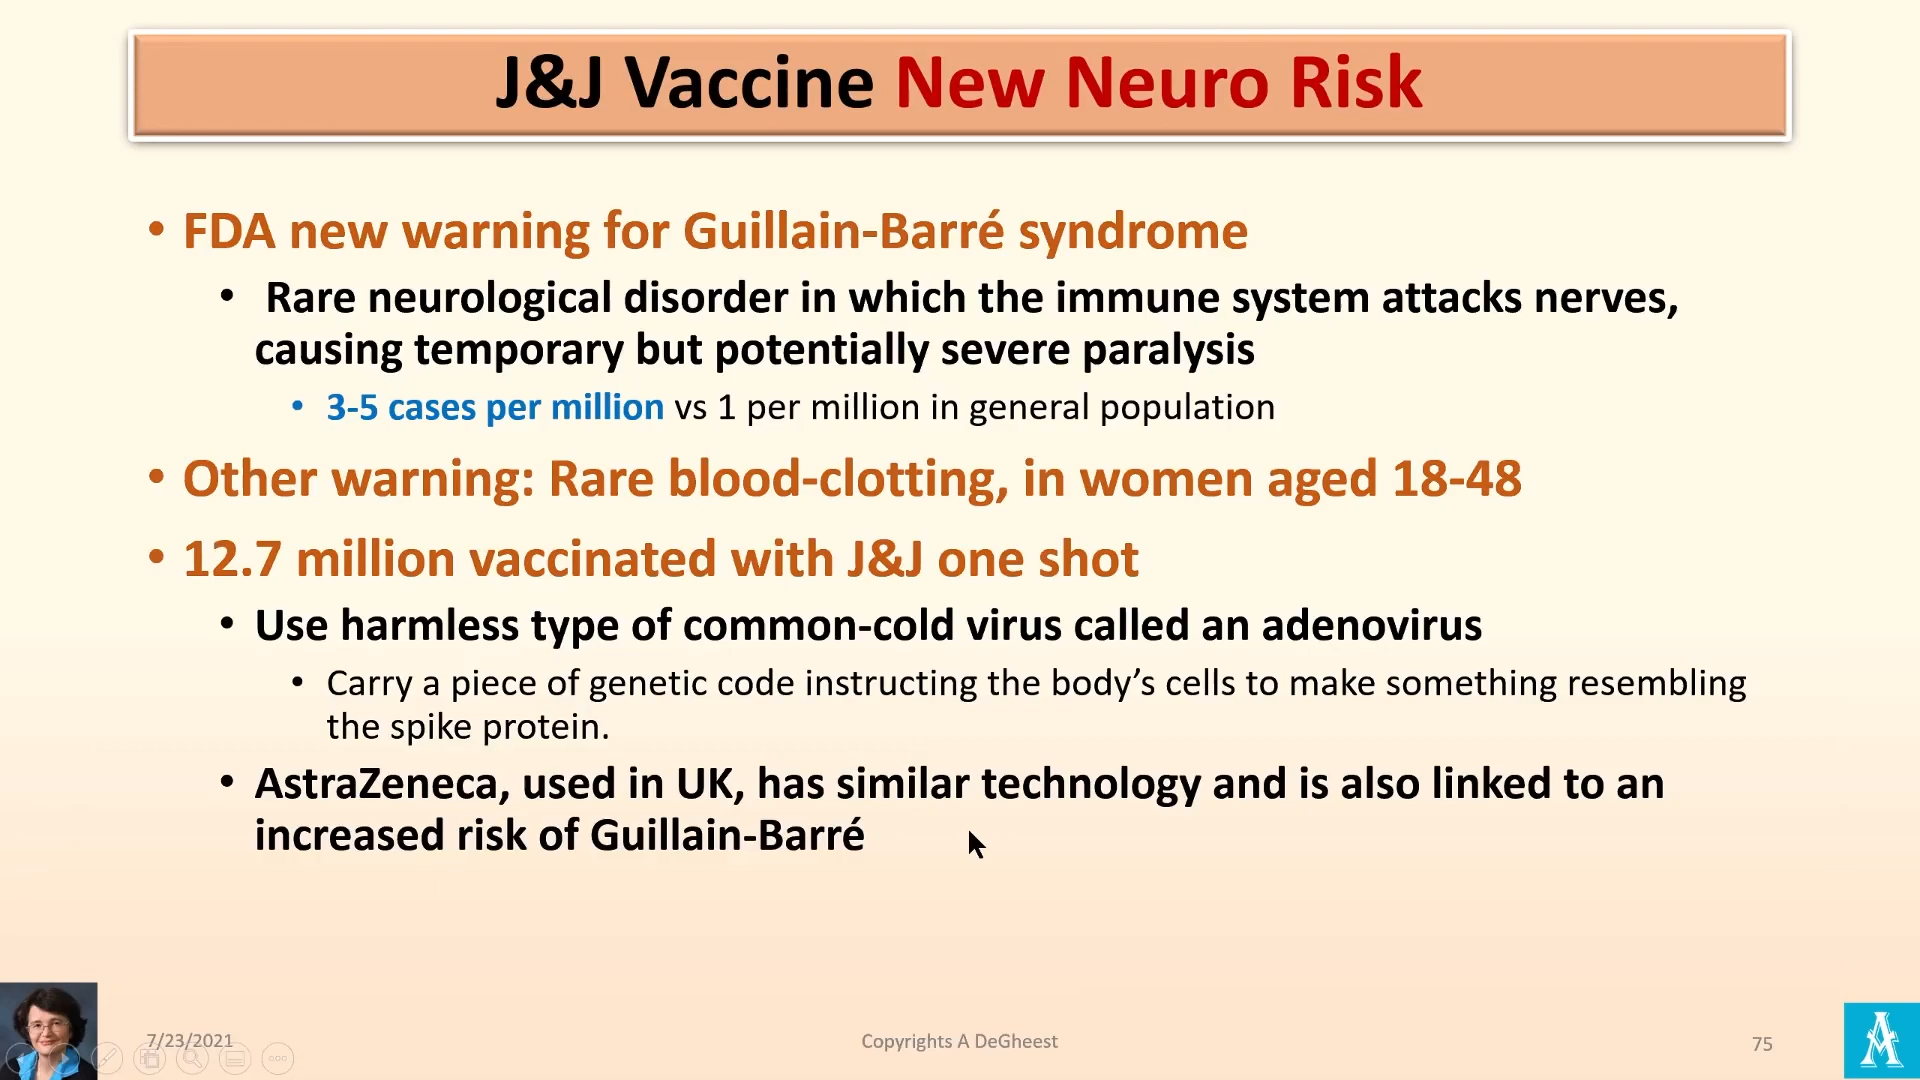 J&J Vaccine New Neuro Risk
• FDA new warning for Guillain-Barré syndrome
• Rare neurological disorder in which the immune system attacks nerves,
causing temporary but potentially severe paralysis
• 3-5 cases per million vs 1 per million in general population
• Other warning: Rare blood-clotting, in women aged 18-48
• 12.7 million vaccinated with J&J one shot
• Use harmless type of common-cold virus called an adenovirus
• Carry a piece of genetic code instructing the body’s cells to make something resembling
the spike protein.
• AstraZeneca, used in UK, has similar technology and is also linked to an
increased risk of Guillain-Barré
7/23/2021
Copyrights A DeGheest
75
A